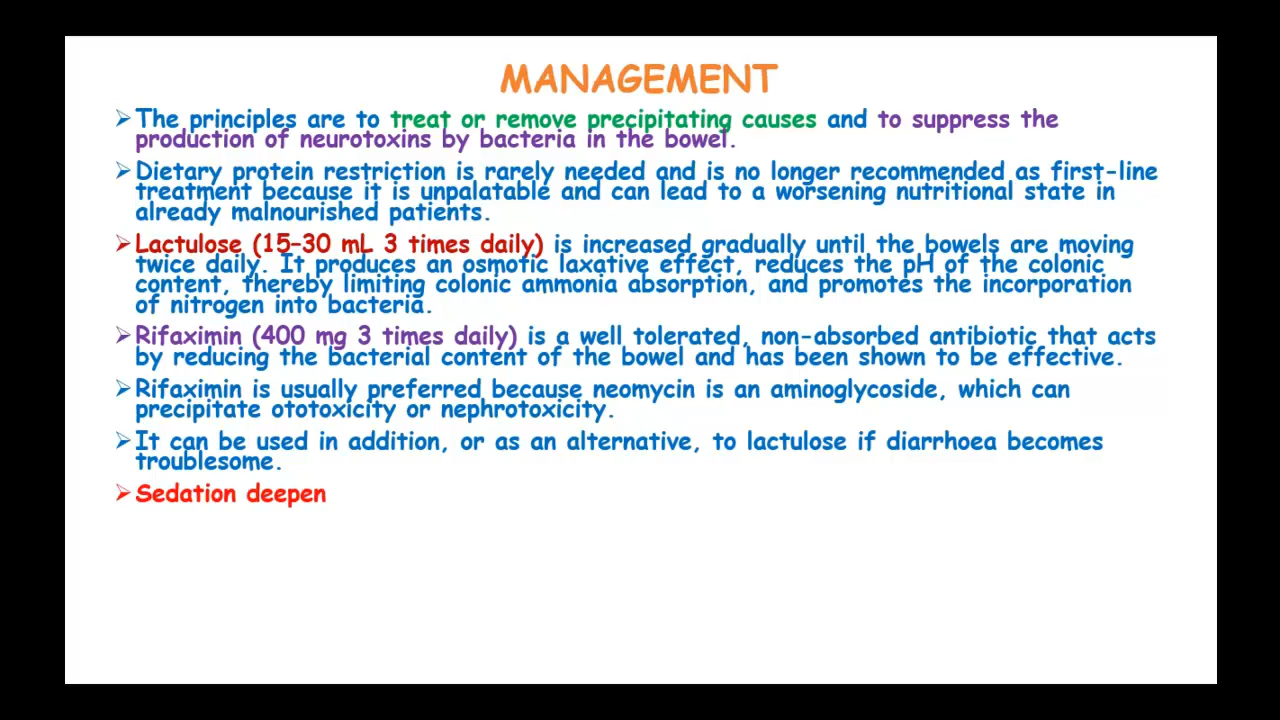 MANAGEMENT
The principles are to treat or remove precipitating causes and to suppress the
production of neurotoxins by bacteria in the bowel.
Dietary protein restriction is rarely needed and is no longer recommended as first-line
treatment because it is unpalatable and can lead to a worsening nutritional state in
already malnourished patients.
Lactulose (15–30 mL 3 times daily) is increased gradually until the bowels are moving
twice daily. It produces an osmotic laxative effect, reduces the pH of the colonic
content, thereby limiting colonic ammonia absorption, and promotes the incorporation
of nitrogen into bacteria.
Rifaximin (400 mg 3 times daily) is a well tolerated, non-absorbed antibiotic that acts
by reducing the bacterial content of the bowel and has been shown to be effective.
Rifaximin is usually preferred because neomycin is an aminoglycoside, which can
precipitate ototoxicity or nephrotoxicity.
It can be used in addition, or as an alternative, to lactulose if diarrhoea becomes
troublesome.
Sedation deepen